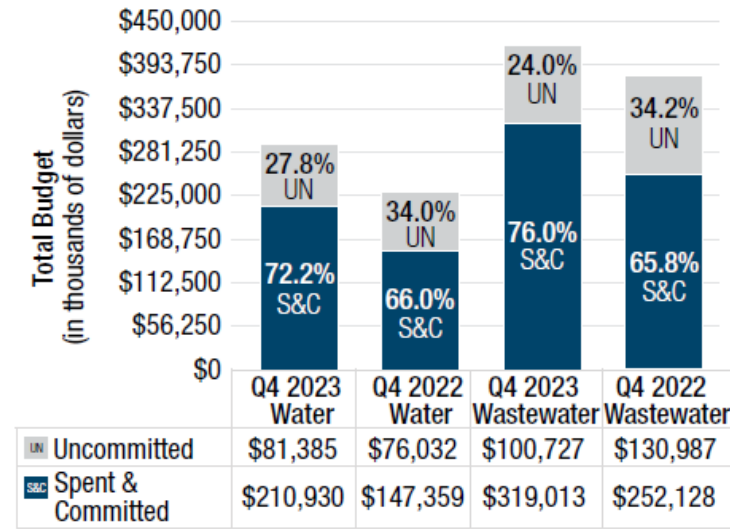 Total Budget
(in thousands of dollars)
$450,000
$393,750
$337,500
$281,250
$225,000
$168,750
$112,500
$56,250
$0
27.8%
UN
72.2%
S&C
34.0%
UN
66.0%
S&C
24.0%
UN
76.0%
S&C
34.2%
UN
65.8%
S&C
Q4 2023 Water
Q4 2022 Water
Q4 2023 Wastewater
Q4 2022 Wastewater
UN Uncommitted $81,385 $76,032 $100,727 $130,987
S&C Spent & Committed $210,930 $147,359 $319,013 $252,128